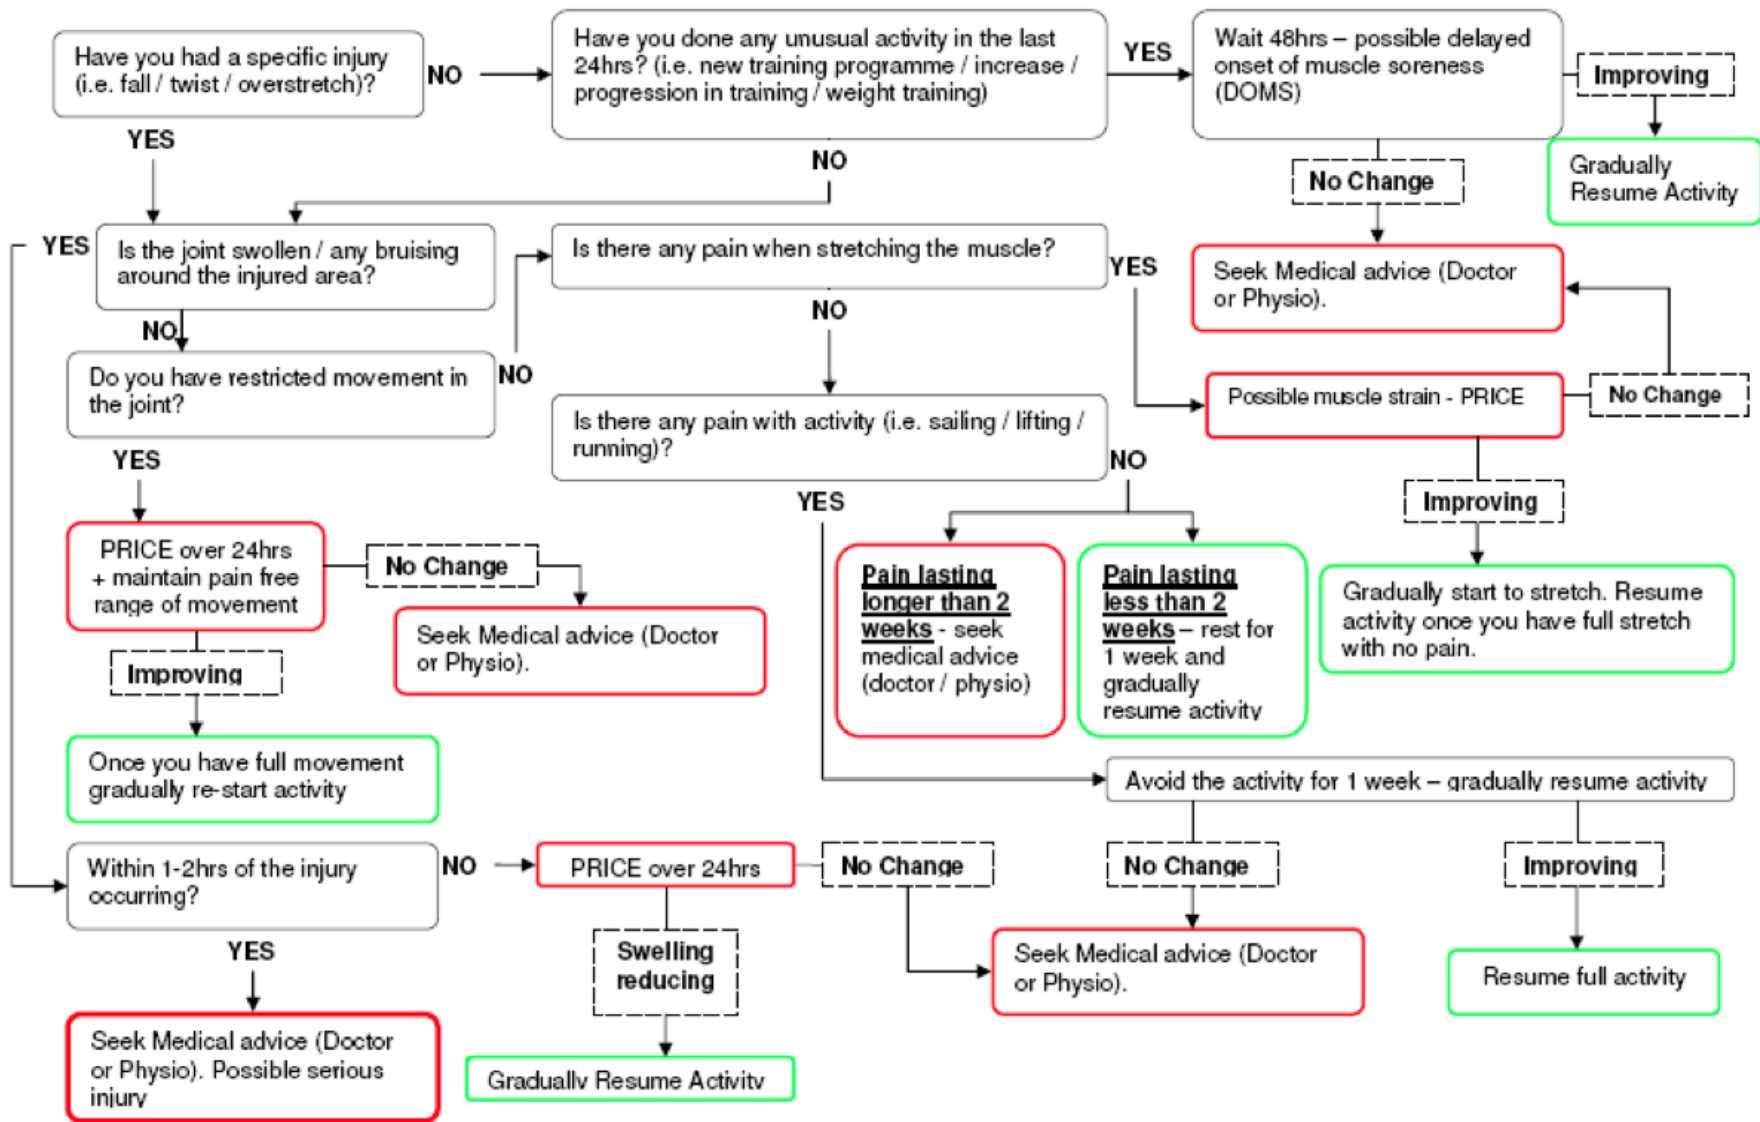 Have you had a specific injury
(i.e. fall / twist / overstretch)?
NO
Have you done any unusual activity in the last
24hrs? (i.e. new training programme / increase /
progression in training / weight training)
YES
Wait 48hrs – possible delayed
onset of muscle soreness
(DOMS)
Improving
Gradually
Resume Activity
YES
NO
No Change
YES
Is the joint swollen / any bruising
around the injured area?
Is there any pain when stretching the muscle?
YES
Seek Medical advice (Doctor
or Physio).
NO
NO
Do you have restricted movement in
the joint?
NO
Possible muscle strain - PRICE
No Change
Is there any pain with activity (i.e. sailing / lifting /
running)?
YES
NO
YES
Improving
PRICE over 24hrs
+ maintain pain free
range of movement
No Change
Seek Medical advice (Doctor
or Physio).
Pain lasting
longer than 2
weeks - seek
medical advice
(doctor / physio)
Pain lasting
less than 2
weeks – rest for
1 week and
gradually
resume activity
Gradually start to stretch. Resume
activity once you have full stretch
with no pain.
Improving
Once you have full movement
gradually re-start activity
Avoid the activity for 1 week – gradually resume activity
Within 1-2hrs of the injury
occurring?
NO
PRICE over 24hrs
No Change
No Change
Improving
YES
Swelling
reducing
Seek Medical advice (Doctor
or Physio).
Resume full activity
Seek Medical advice (Doctor
or Physio). Possible serious
injury
Gradually Resume Activity